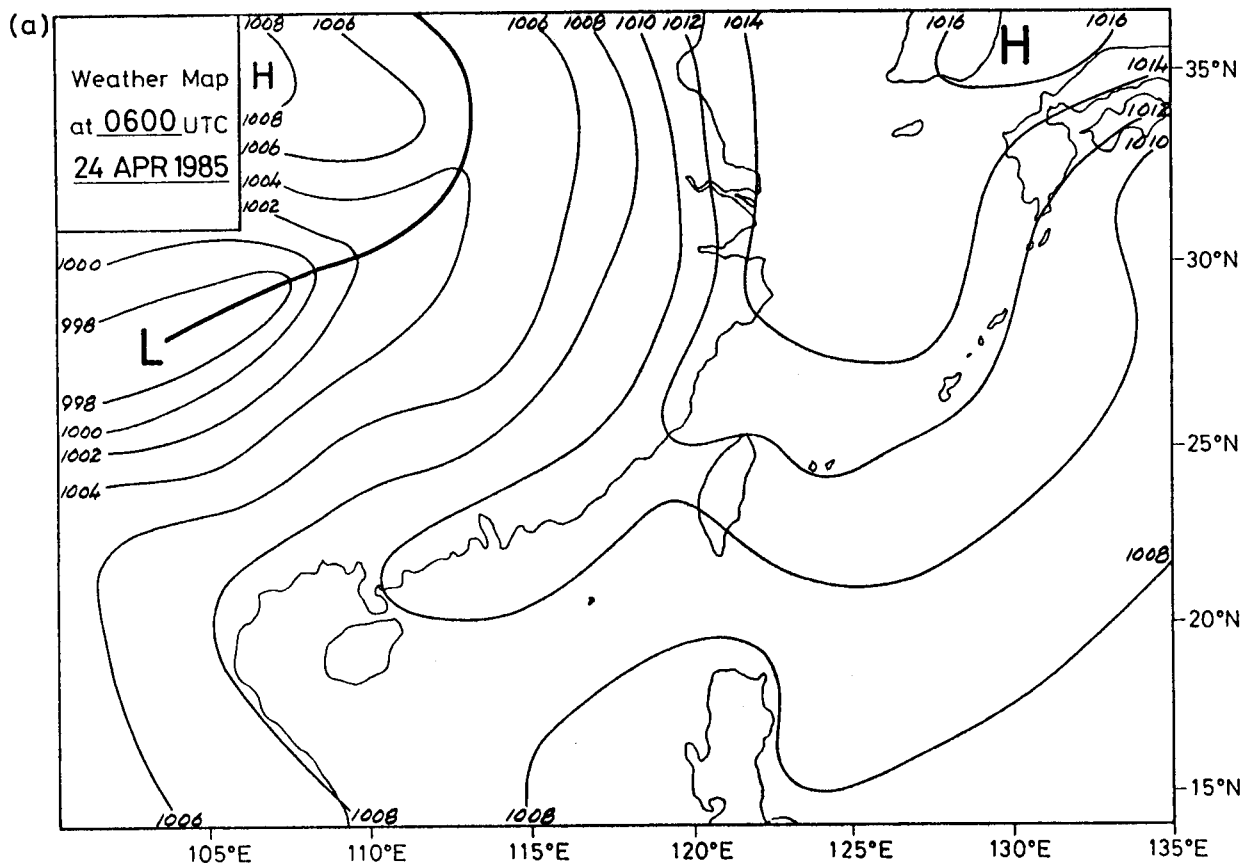 (a)
Weather Map
at 0600 UTC
24 APR 1985
1008 1006 1006 1008 1010 1012 1014 1016 1016
H H
35°N
1014
1008
1012
1006
1010
1004
1002
1000
30°N
998
L
998
1000
25°N
1002
1004
1008
20°N
15°N
1006 1008 1008
105°E 110°E 115°E 120°E 125°E 130°E 135°E